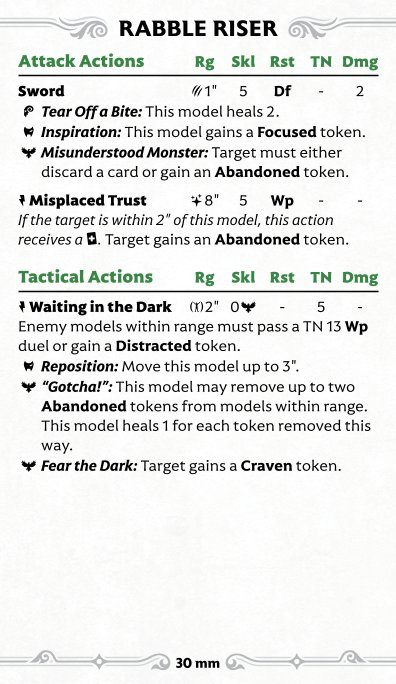 RABBLE RISER
Attack Actions Rg Skl Rst TN Dmg
Sword 1" 5 Df - 2
Tear Off a Bite: This model heals 2.
Inspiration: This model gains a Focused token.
Misunderstood Monster: Target must either
discard a card or gain an Abandoned token.
Misplaced Trust 8" 5 Wp - -
If the target is within 2" of this model, this action
receives a . Target gains an Abandoned token.
Tactical Actions Rg Skl Rst TN Dmg
Waiting in the Dark 2" 0 - 5 -
Enemy models within range must pass a TN 13 Wp
duel or gain a Distracted token.
Reposition: Move this model up to 3".
“Gotcha!”: This model may remove up to two
Abandoned tokens from models within range.
This model heals 1 for each token removed this
way.
Fear the Dark: Target gains a Craven token.
30 mm